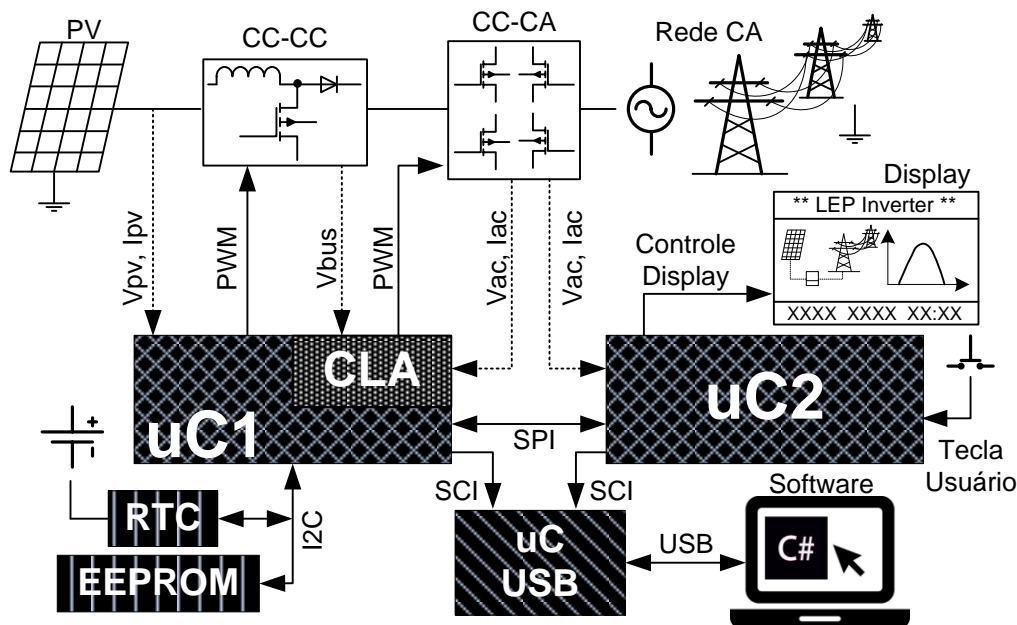 PV
CC-CC
CC-CA
Rede CA
Display
** LEP Inverter **
XXXX XXXX XX:XX
Vpv, Ipv
PWM
Vbus
PWM
Vac, Iac
Vac, Iac
Controle
Display
CLA
uC1
uC2
SPI
Tecla
Usuário
SCI
SCI
Software
RTC
I2C
EEPROM
uC
USB
USB
C#